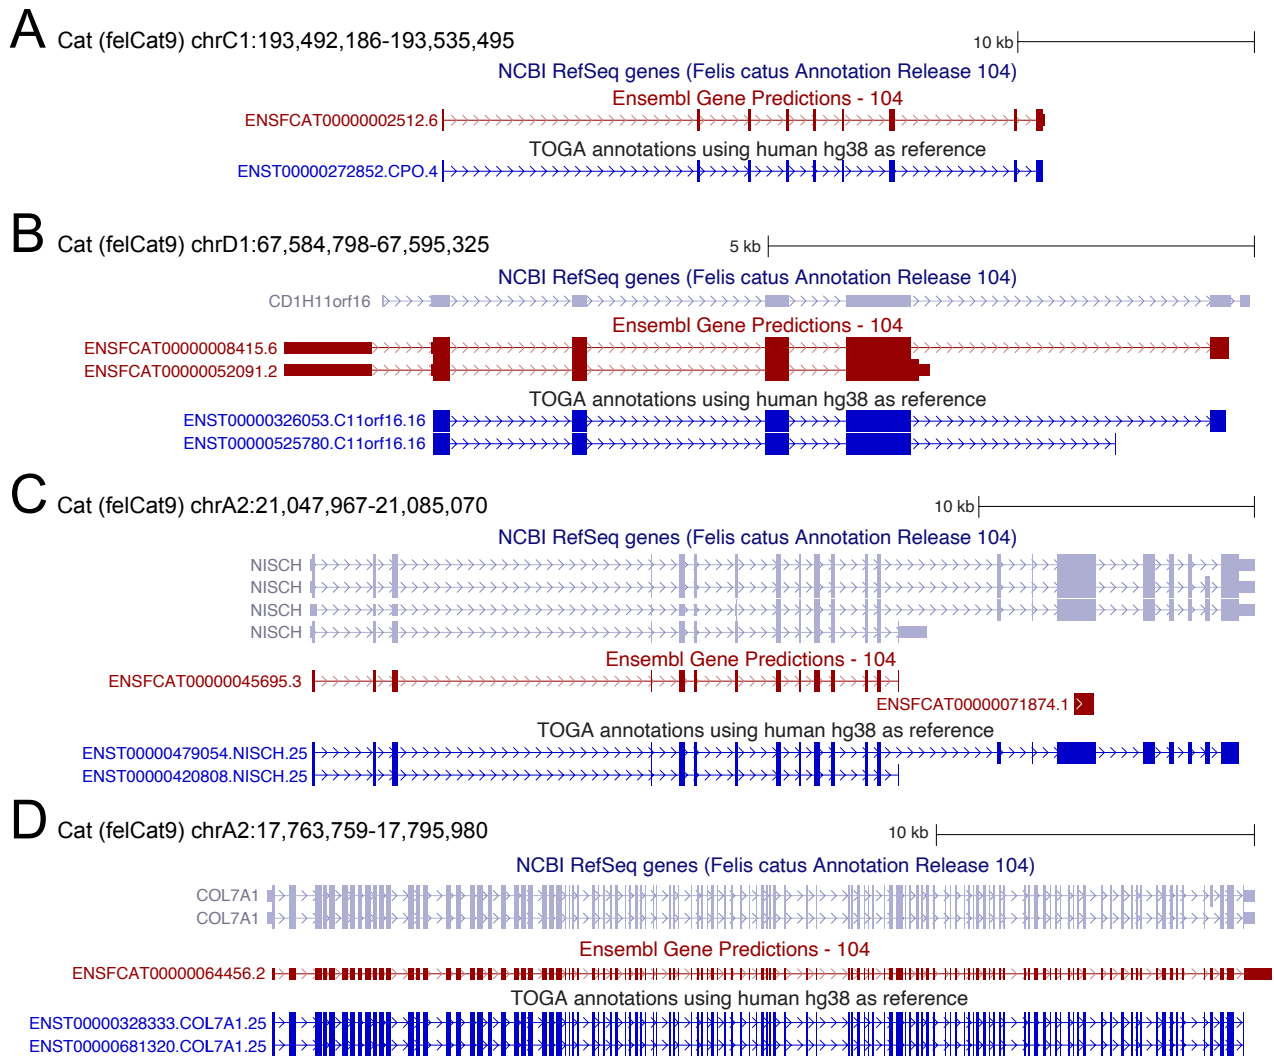 A Cat (felCat9) chrC1:193,492,186-193,535,495 10 kb
NCBI RefSeq genes (Felis catus Annotation Release 104)
Ensembl Gene Predictions - 104
ENSFCAT00000002512.6
TOGA annotations using human hg38 as reference
ENST00000272852.CPO.4
B Cat (felCat9) chrD1:67,584,798-67,595,325 5 kb
NCBI RefSeq genes (Felis catus Annotation Release 104)
CD1H11orf16
Ensembl Gene Predictions - 104
ENSFCAT00000008415.6
ENSFCAT00000052091.2
TOGA annotations using human hg38 as reference
ENST00000326053.C11orf16.16
ENST00000525780.C11orf16.16
C Cat (felCat9) chrA2:21,047,967-21,085,070 10 kb
NCBI RefSeq genes (Felis catus Annotation Release 104)
NISCH
NISCH
NISCH
NISCH
Ensembl Gene Predictions - 104
ENSFCAT00000045695.3
ENSFCAT00000071874.1
TOGA annotations using human hg38 as reference
ENST00000479054.NISCH.25
ENST00000420808.NISCH.25
D Cat (felCat9) chrA2:17,763,759-17,795,980 10 kb
NCBI RefSeq genes (Felis catus Annotation Release 104)
COL7A1
COL7A1
Ensembl Gene Predictions - 104
ENSFCAT00000064456.2
TOGA annotations using human hg38 as reference
ENST00000328333.COL7A1.25
ENST00000681320.COL7A1.25